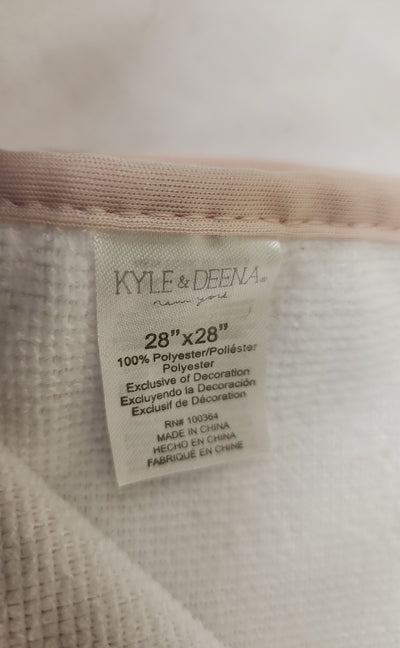 KYLE & DEENA®
new york
28"x28"
100% Polyester/Poliéster
Polyester
Exclusive of Decoration
Excluyendo la Decoración
Exclusif de Décoration
RN# 100364
MADE IN CHINA
HECHO EN CHINA
FABRIQUÉ EN CHINE